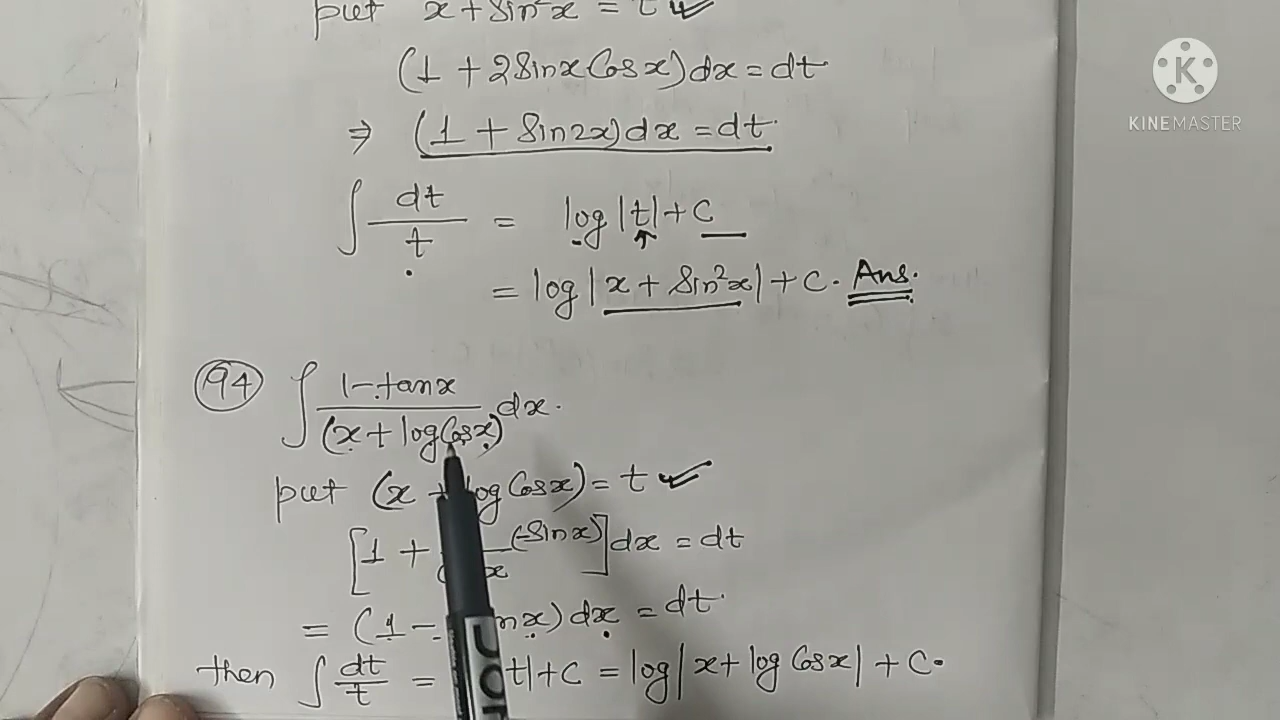 put x + Sin²x = t ✓
(1 + 2Sinx Cosx)dx = dt
⇒ (1 + Sin2x)dx = dt
∫ dt/t = log|t| + C
= log|x + Sin²x| + C. Ans.
KINEMASTER
94 ∫ 1-tanx/(x + log Cosx) dx.
put (x + log Cosx) = t ✓
[1 + (-Sinx)]dx = dt
= (1 - x)dx = dt
then ∫ dt/t = t| + C = log|x + log Cosx| + C.
JOR